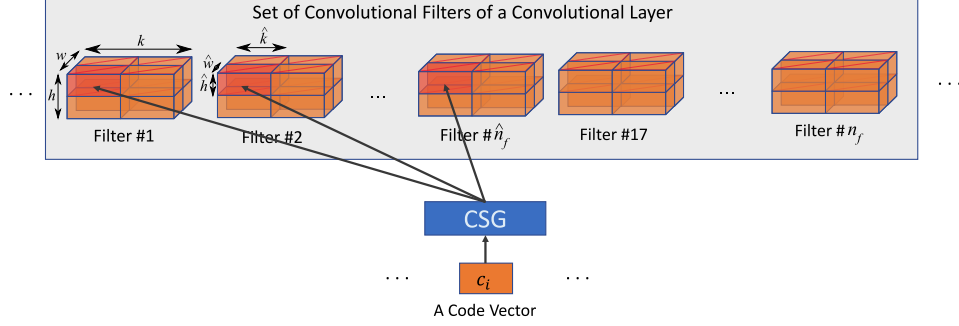 Set of Convolutional Filters of a Convolutional Layer
w k k̂ ŵ
... h ĥ ... ... ...
Filter #1 Filter #2 Filter # n̂_f Filter #17 Filter # n_f
CSG
... c_i ...
A Code Vector